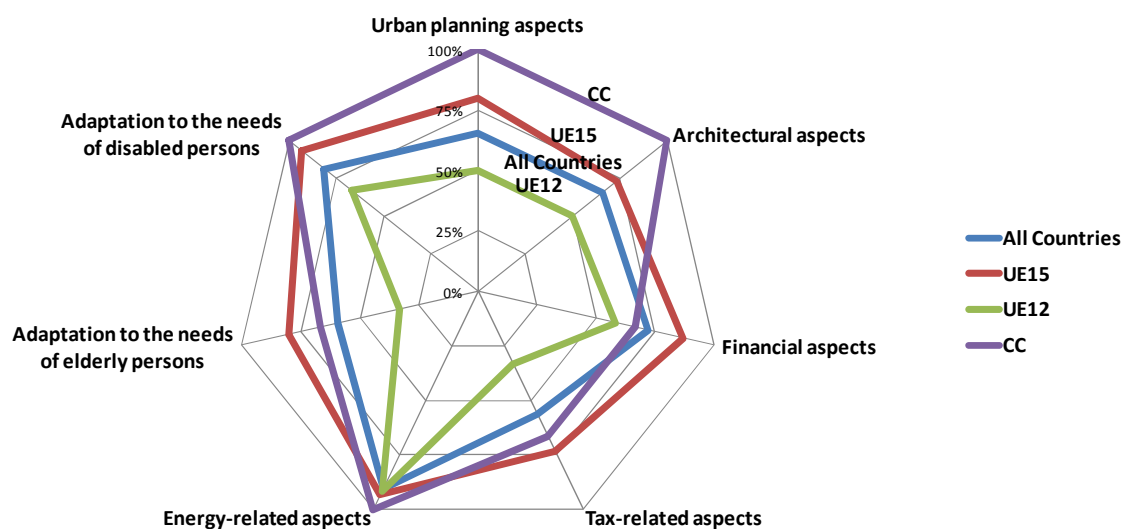 Urban planning aspects
100%
CC
75%
Adaptation to the needs
of disabled persons
UE15
Architectural aspects
All Countries
50%
UE12
25%
All Countries
UE15
0%
UE12
CC
Adaptation to the needs
of elderly persons
Financial aspects
Energy-related aspects
Tax-related aspects